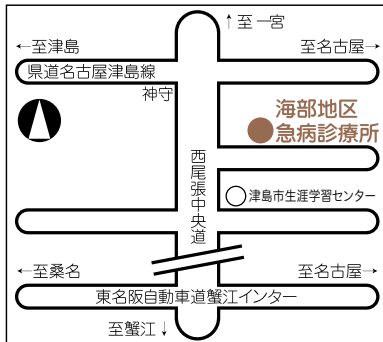 ↑至一宮
←至津島
至名古屋→
県道名古屋津島線
神守
海部地区
急病診療所
西尾張中央道
津島市生涯学習センター
←至桑名
至名古屋→
東名阪自動車道蟹江インター
至蟹江↓